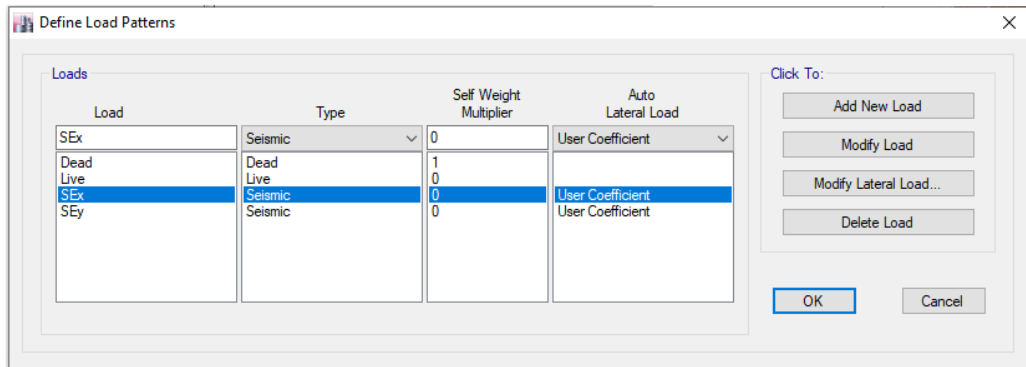 Define Load Patterns
Loads
Click To:
Load
Type
Self Weight
Multiplier
Auto
Lateral Load
SEx
Seismic
0
User Coefficient
Dead
Dead
1
Live
Live
0
SEx
Seismic
0
User Coefficient
SEy
Seismic
0
User Coefficient
Add New Load
Modify Load
Modify Lateral Load...
Delete Load
OK
Cancel